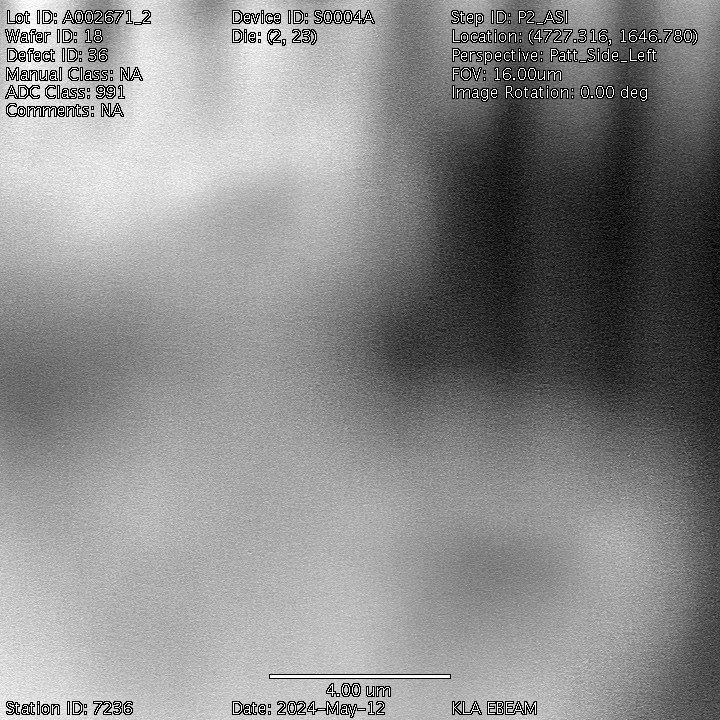 Lot ID: A002671_2
Wafer ID: 18
Defect ID: 36
Manual Class: NA
ADC Class: 991
Comments: NA
Device ID: S0004A
Die: (2, 23)
Step ID: P2_ASI
Location: (4727.316, 1646.780)
Perspective: Patt_Side_Left
FOV: 16.00um
Image Rotation: 0.00 deg
4.00 um
Station ID: 7236
Date: 2024-May-12
KLA EBEAM